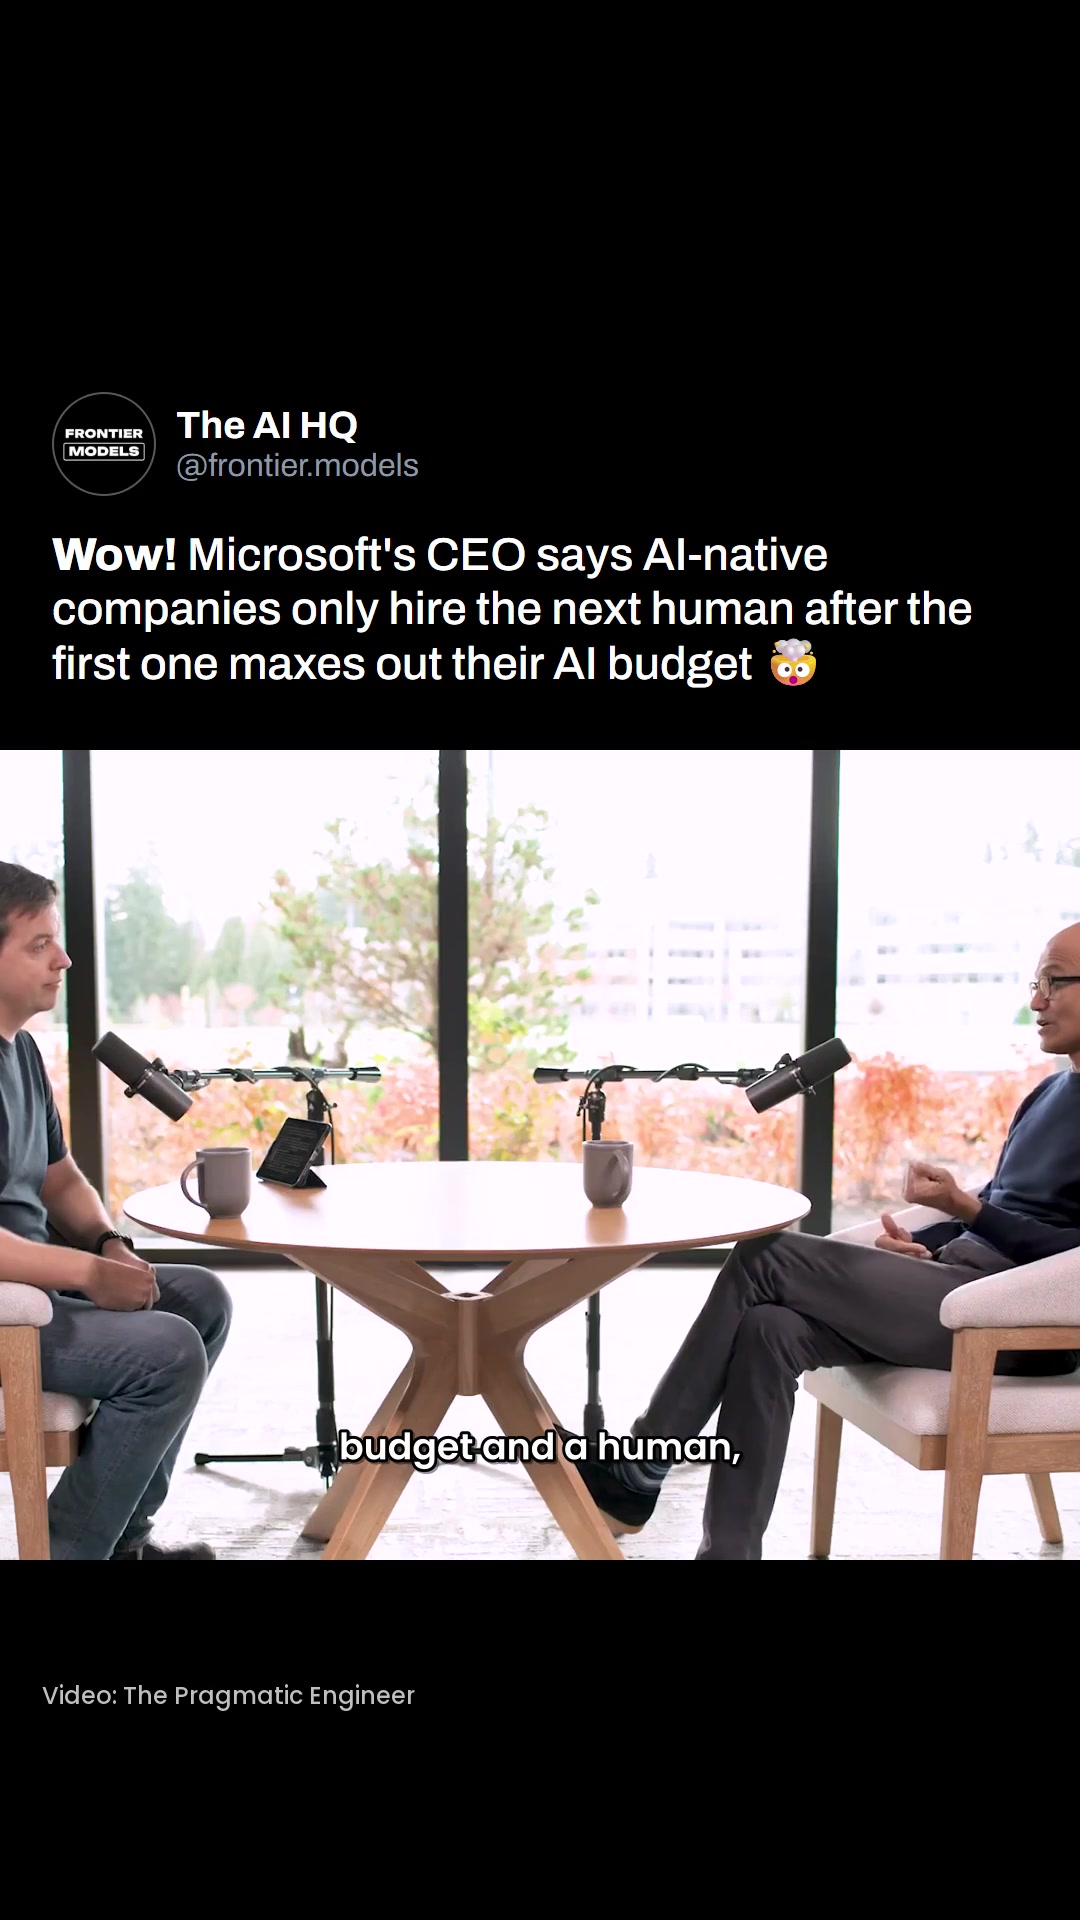 FRONTIER
MODELS
The AI HQ
@frontier.models
Wow! Microsoft's CEO says AI-native
companies only hire the next human after the
first one maxes out their AI budget 🤯
budget and a human,
Video: The Pragmatic Engineer